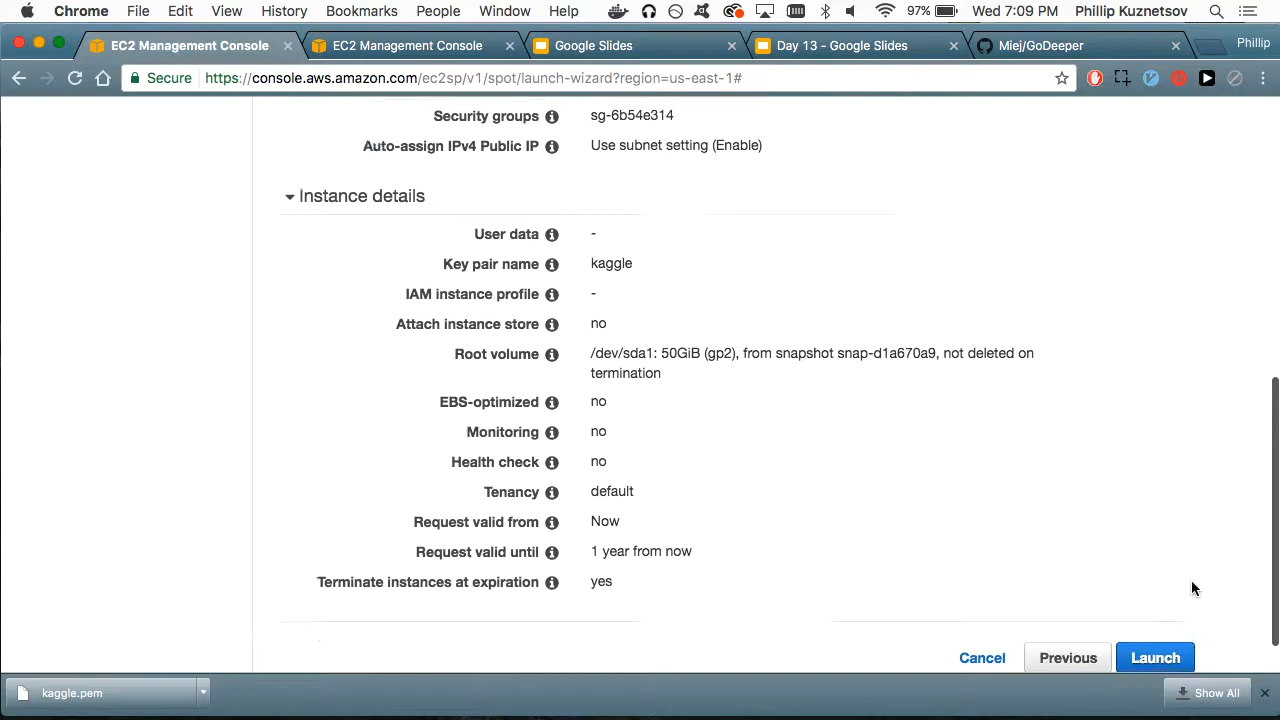 Chrome File Edit View History Bookmarks People Window Help 97% Wed 7:09 PM Phillip Kuznetsov
EC2 Management Console EC2 Management Console Google Slides Day 13 - Google Slides Miej/GoDeeper Phillip
Secure https://console.aws.amazon.com/ec2sp/v1/spot/launch-wizard?region=us-east-1#
Security groups sg-6b54e314
Auto-assign IPv4 Public IP Use subnet setting (Enable)
Instance details
User data -
Key pair name kaggle
IAM instance profile -
Attach instance store no
Root volume /dev/sda1: 50GiB (gp2), from snapshot snap-d1a670a9, not deleted on
termination
EBS-optimized no
Monitoring no
Health check no
Tenancy default
Request valid from Now
Request valid until 1 year from now
Terminate instances at expiration yes
Cancel Previous Launch
kaggle.pem Show All